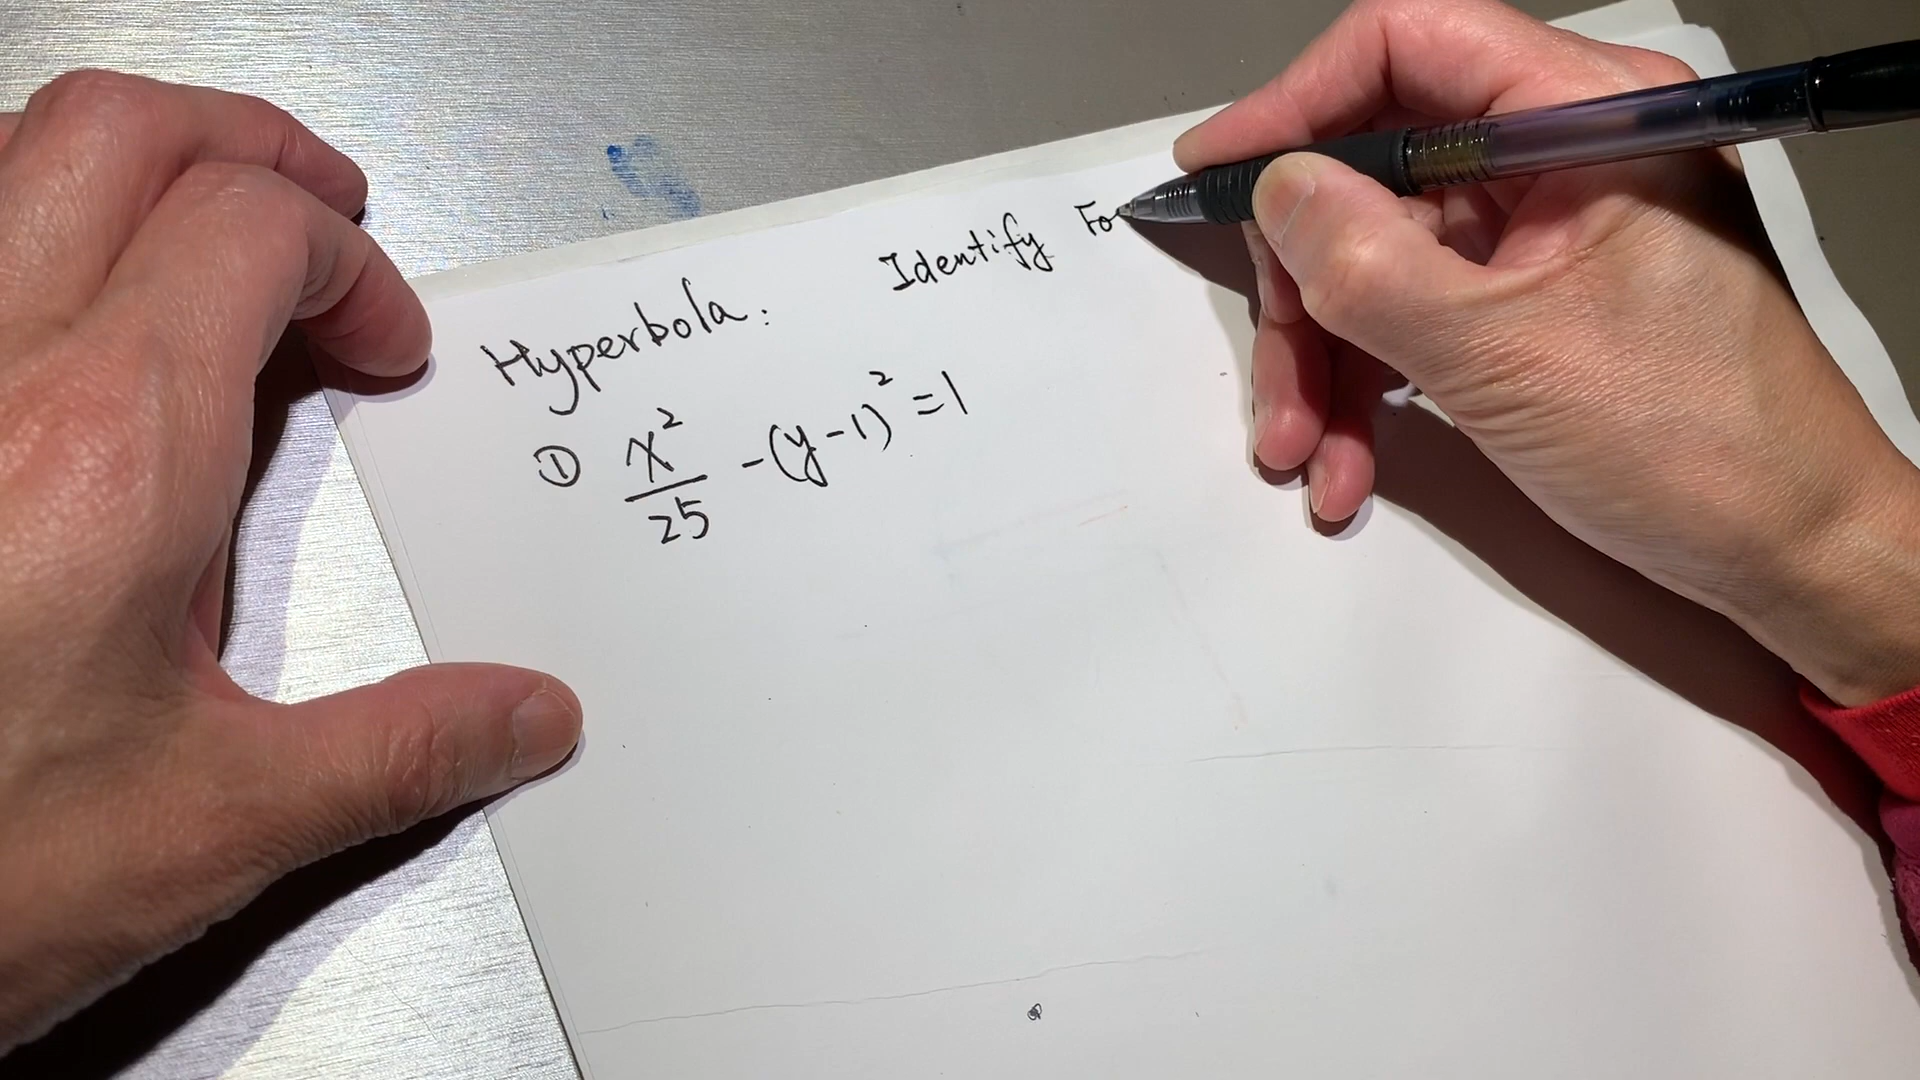 Identify Fo
Hyperbola:
① x²/25 - (y-1)² = 1